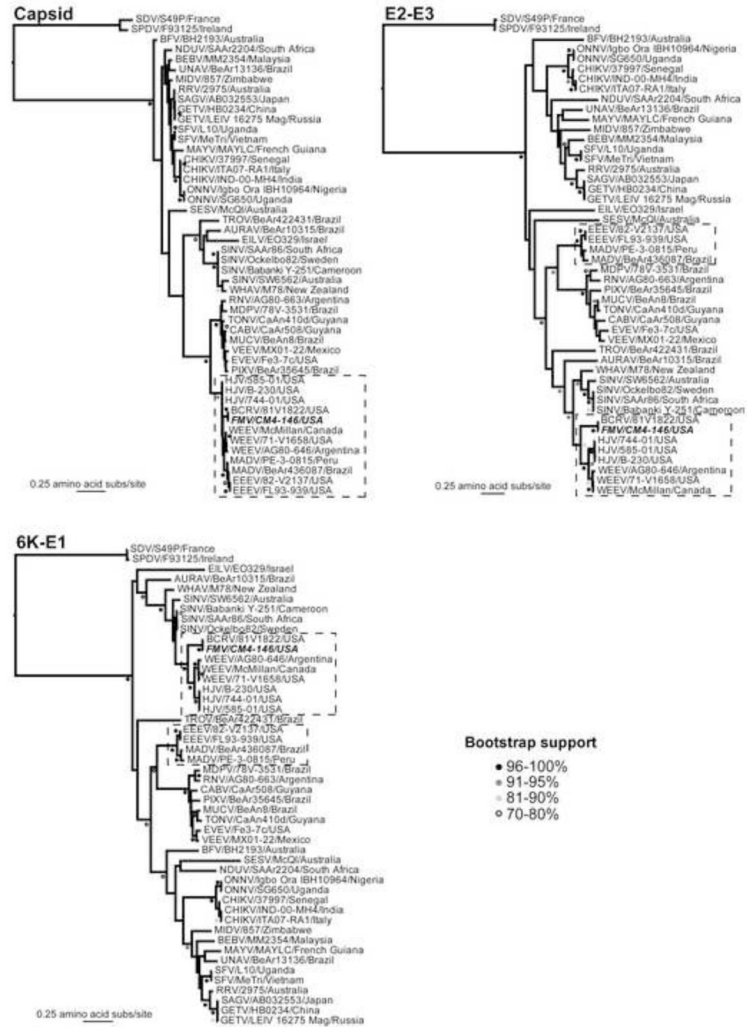 Capsid
SDV/S49P/France
SPDV/F93125/Ireland
BFV/BH2193/Australia
NDUV/SAAr2204/South Africa
BEBV/MM2354/Malaysia
UNAV/BeAr13136/Brazil
MIDV/857/Zimbabwe
RRV/2975/Australia
SAGV/AB032553/Japan
GETV/HB0234/China
GETV/LEIV 16275 Mag/Russia
SFV/L10/Uganda
SFV/MeTri/Vietnam
MAYV/MAYLC/French Guiana
CHIKV/37997/Senegal
CHIKV/ITA07-RA1/Italy
CHIKV/IND-00-MH4/India
ONNV/Igbo Ora IBH10964/Nigeria
ONNV/SG650/Uganda
SESV/McQI/Australia
TROV/BeAr422431/Brazil
AURAV/BeAr10315/Brazil
EILV/EO329/Israel
SINV/SAAr86/South Africa
SINV/Ockelbo82/Sweden
SINV/Babanki Y-251/Cameroon
SINV/SW6562/Australia
WHAV/M78/New Zealand
RNV/AG80-663/Argentina
MDPV/78V-3531/Brazil
TONV/CaAn410d/Guyana
CABV/CaAr508/Guyana
MUCV/BeAn8/Brazil
VEEV/MX01-22/Mexico
EVEV/Fe3-7c/USA
PIXV/BeAr35645/Brazil
HJV/585-01/USA
HJV/B-230/USA
HJV/744-01/USA
BCRV/81V1822/USA
FMV/CM4-146/USA
WEEV/McMillan/Canada
WEEV/71-V1658/USA
WEEV/AG80-646/Argentina
MADV/PE-3-0815/Peru
MADV/BeAr436087/Brazil
EEEV/82-V2137/USA
EEEV/FL93-939/USA
0.25 amino acid subs/site
E2-E3
SDV/S49P/France
SPDV/F93125/Ireland
BFV/BH2193/Australia
ONNV/Igbo Ora IBH10964/Nigeria
ONNV/SG650/Uganda
CHIKV/37997/Senegal
CHIKV/IND-00-MH4/India
CHIKV/ITA07-RA1/Italy
NDUV/SAAr2204/South Africa
UNAV/BeAr13136/Brazil
MAYV/MAYLC/French Guiana
MIDV/857/Zimbabwe
BEBV/MM2354/Malaysia
SFV/L10/Uganda
SFV/MeTri/Vietnam
RRV/2975/Australia
SAGV/AB032553/Japan
GETV/HB0234/China
GETV/LEIV 16275 Mag/Russia
EILV/EO329/Israel
SESV/McQI/Australia
EEEV/82-V2137/USA
EEEV/FL93-939/USA
MADV/PE-3-0815/Peru
MADV/BeAr436087/Brazil
MDPV/78V-3531/Brazil
RNV/AG80-663/Argentina
PIXV/BeAr35645/Brazil
MUCV/BeAn8/Brazil
TONV/CaAn410d/Guyana
CABV/CaAr508/Guyana
EVEV/Fe3-7c/USA
VEEV/MX01-22/Mexico
TROV/BeAr422431/Brazil
AURAV/BeAr10315/Brazil
WHAV/M78/New Zealand
SINV/SW6562/Australia
SINV/Ockelbo82/Sweden
SINV/SAAr86/South Africa
SINV/Babanki Y-251/Cameroon
BCRV/81V1822/USA
FMV/CM4-146/USA
HJV/744-01/USA
HJV/585-01/USA
HJV/B-230/USA
WEEV/AG80-646/Argentina
WEEV/71-V1658/USA
WEEV/McMillan/Canada
0.25 amino acid subs/site
6K-E1
SDV/S49P/France
SPDV/F93125/Ireland
EILV/EO329/Israel
AURAV/BeAr10315/Brazil
WHAV/M78/New Zealand
SINV/SW6562/Australia
SINV/Babanki Y-251/Cameroon
SINV/SAAr86/South Africa
SINV/Ockelbo82/Sweden
BCRV/81V1822/USA
FMV/CM4-146/USA
WEEV/AG80-646/Argentina
WEEV/McMillan/Canada
WEEV/71-V1658/USA
HJV/B-230/USA
HJV/744-01/USA
HJV/585-01/USA
TROV/BeAr422431/Brazil
EEEV/82-V2137/USA
EEEV/FL93-939/USA
MADV/BeAr436087/Brazil
MADV/PE-3-0815/Peru
MDPV/78V-3531/Brazil
RNV/AG80-663/Argentina
CABV/CaAr508/Guyana
PIXV/BeAr35645/Brazil
MUCV/BeAn8/Brazil
TONV/CaAn410d/Guyana
EVEV/Fe3-7c/USA
VEEV/MX01-22/Mexico
BFV/BH2193/Australia
SESV/McQI/Australia
NDUV/SAAr2204/South Africa
ONNV/Igbo Ora IBH10964/Nigeria
ONNV/SG650/Uganda
CHIKV/37997/Senegal
CHIKV/IND-00-MH4/India
CHIKV/ITA07-RA1/Italy
MIDV/857/Zimbabwe
BEBV/MM2354/Malaysia
MAYV/MAYLC/French Guiana
UNAV/BeAr13136/Brazil
SFV/L10/Uganda
SFV/MeTri/Vietnam
RRV/2975/Australia
SAGV/AB032553/Japan
GETV/HB0234/China
GETV/LEIV 16275 Mag/Russia
0.25 amino acid subs/site
Bootstrap support
96-100%
91-95%
81-90%
70-80%